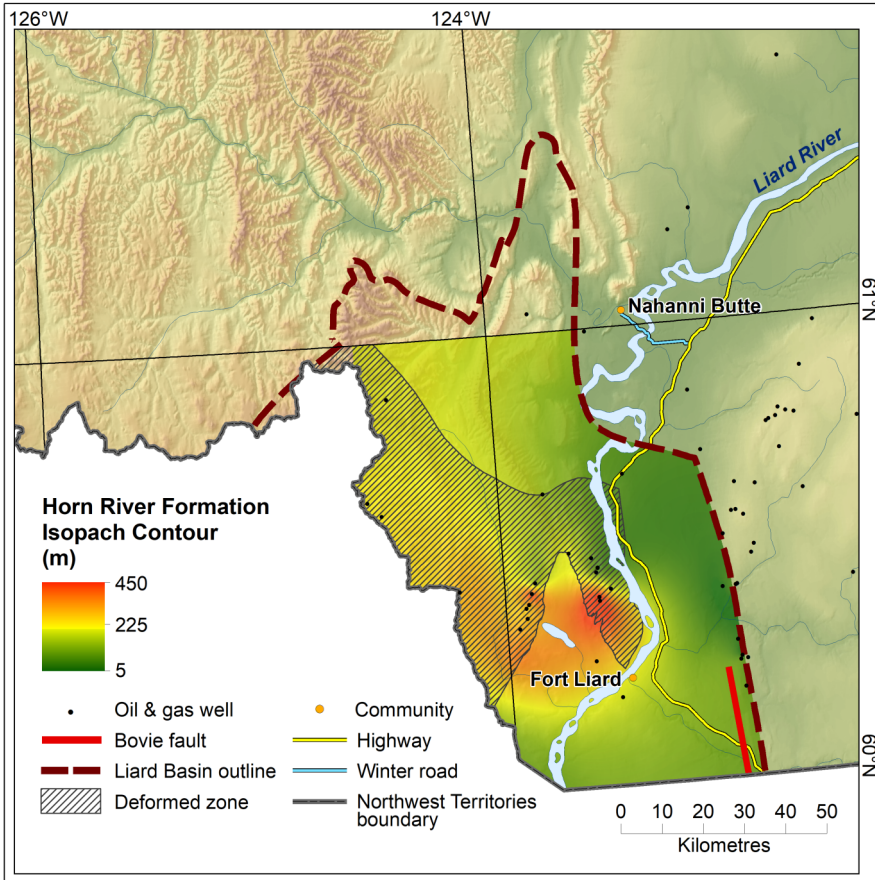 126°W
124°W
Liard River
61°N
Nahanni Butte
Horn River Formation
Isopach Contour
(m)
450
225
5
Fort Liard
Oil & gas well
Community
Bovie fault
Highway
60°N
Liard Basin outline
Winter road
Deformed zone
Northwest Territories
boundary
0 10 20 30 40 50
Kilometres